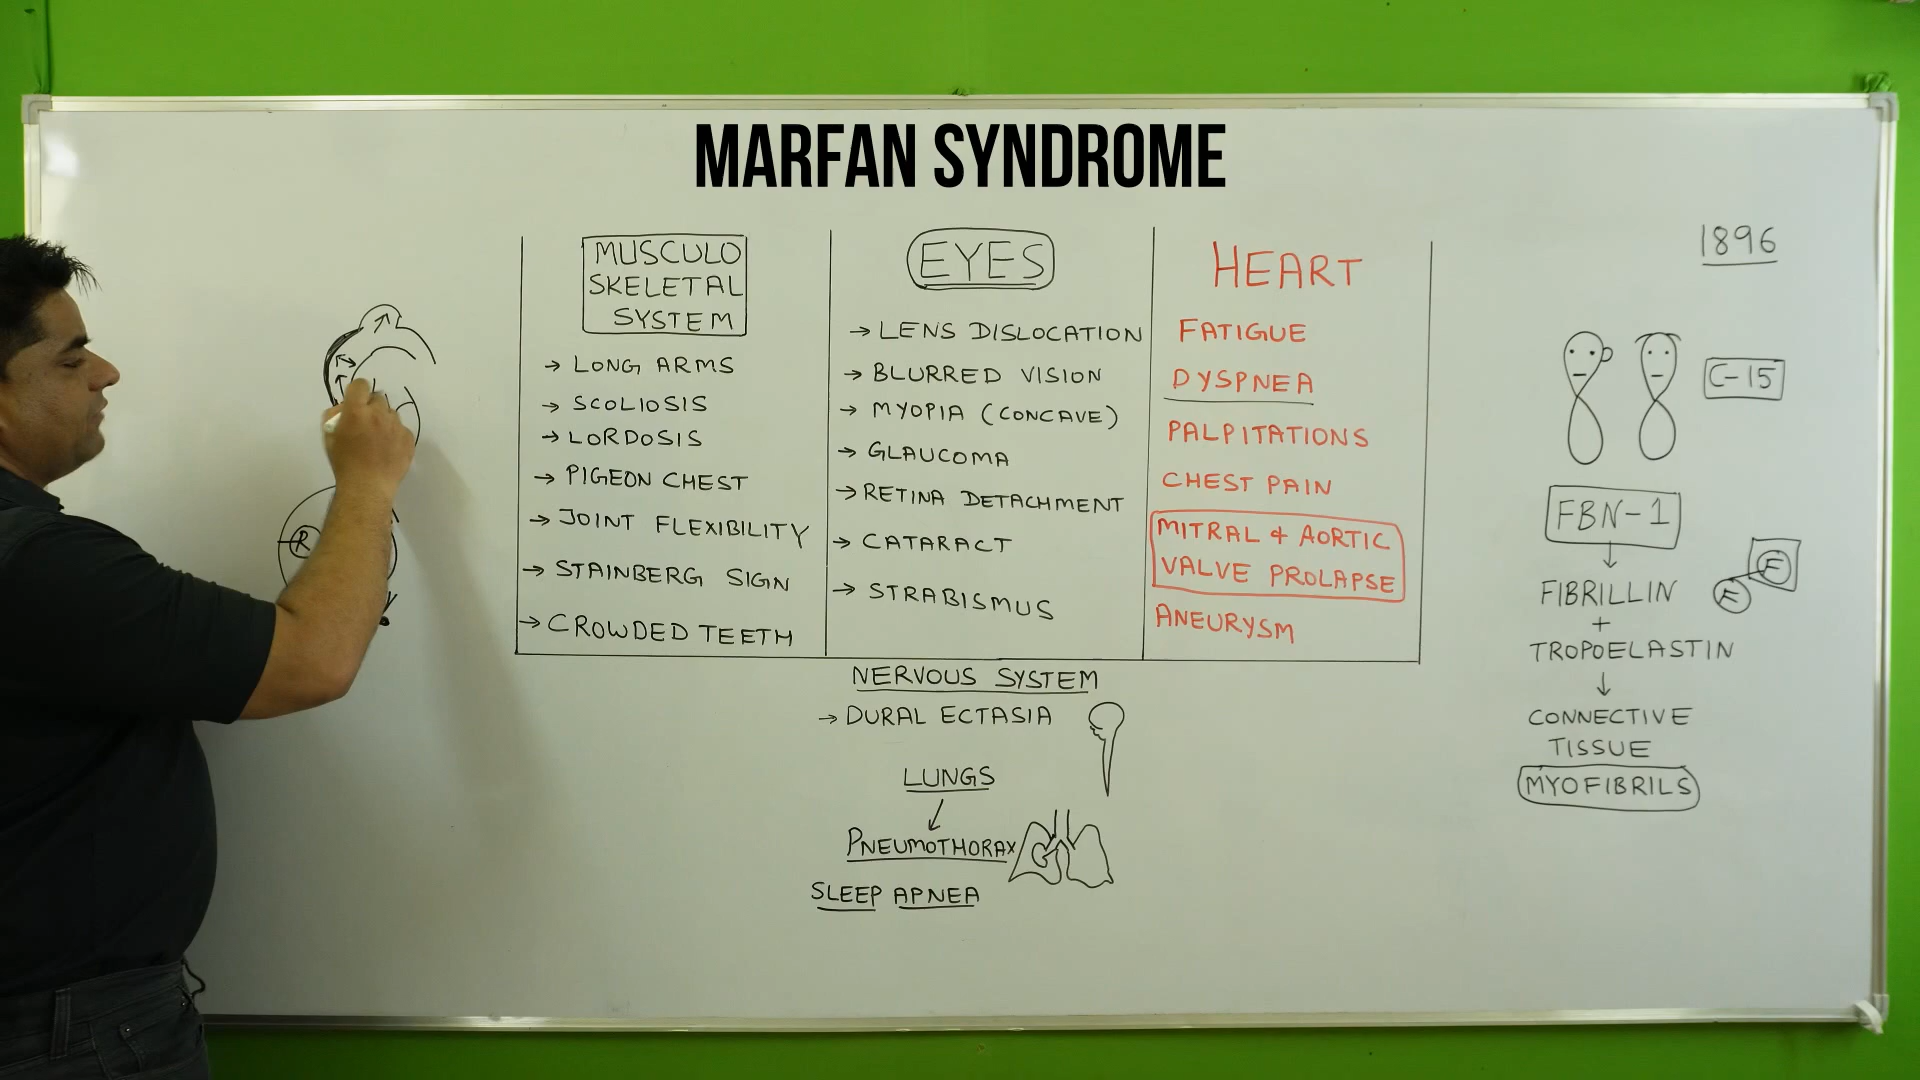 MARFAN SYNDROME
R
MUSCULO
SKELETAL
SYSTEM
→ LONG ARMS
→ SCOLIOSIS
→ LORDOSIS
→ PIGEON CHEST
→ JOINT FLEXIBILITY
→ STAINBERG SIGN
→ CROWDED TEETH
EYES
→ LENS DISLOCATION
→ BLURRED VISION
→ MYOPIA (CONCAVE)
→ GLAUCOMA
→ RETINA DETACHMENT
→ CATARACT
→ STRABISMUS
HEART
FATIGUE
DYSPNEA
PALPITATIONS
CHEST PAIN
MITRAL & AORTIC
VALVE PROLAPSE
ANEURYSM
NERVOUS SYSTEM
→ DURAL ECTASIA
LUNGS
↓
PNEUMOTHORAX
SLEEP APNEA
1896
C-15
FBN-1
↓
FIBRILLIN
E
E
+
TROPOELASTIN
↓
CONNECTIVE
TISSUE
MYOFIBRILS